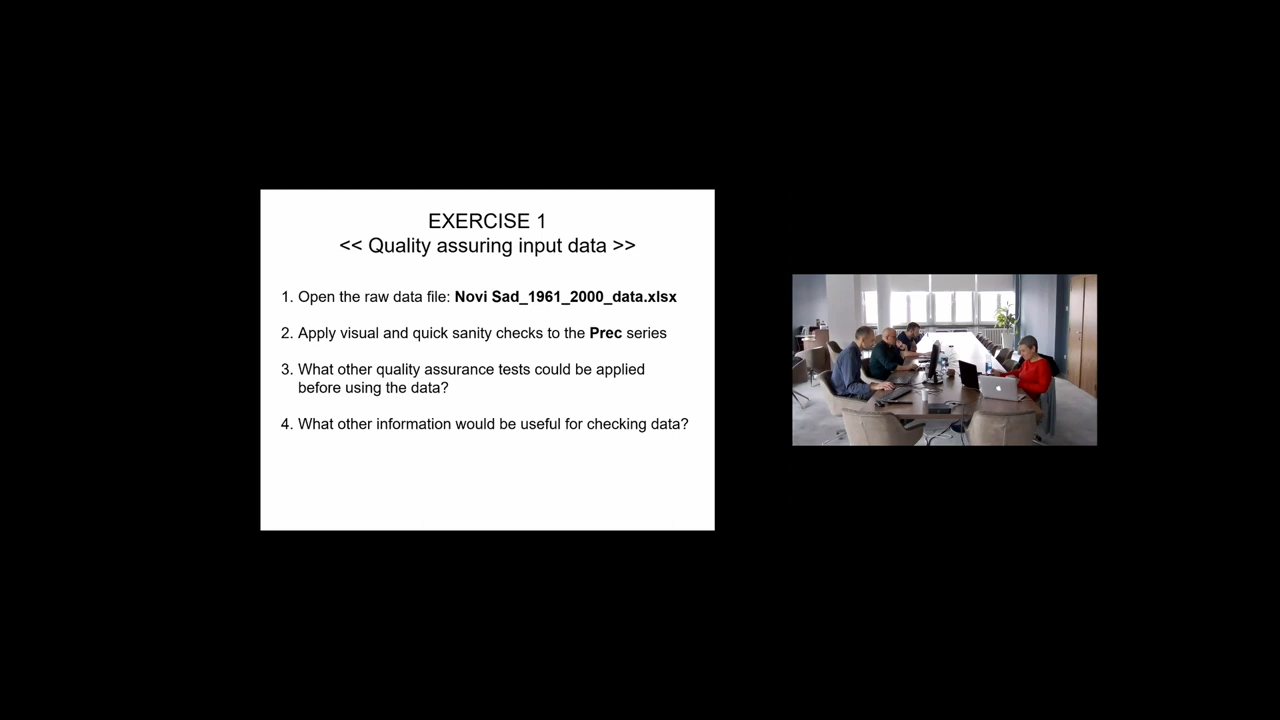 EXERCISE 1
<< Quality assuring input data >>
1. Open the raw data file: Novi Sad_1961_2000_data.xlsx
2. Apply visual and quick sanity checks to the Prec series
3. What other quality assurance tests could be applied
before using the data?
4. What other information would be useful for checking data?